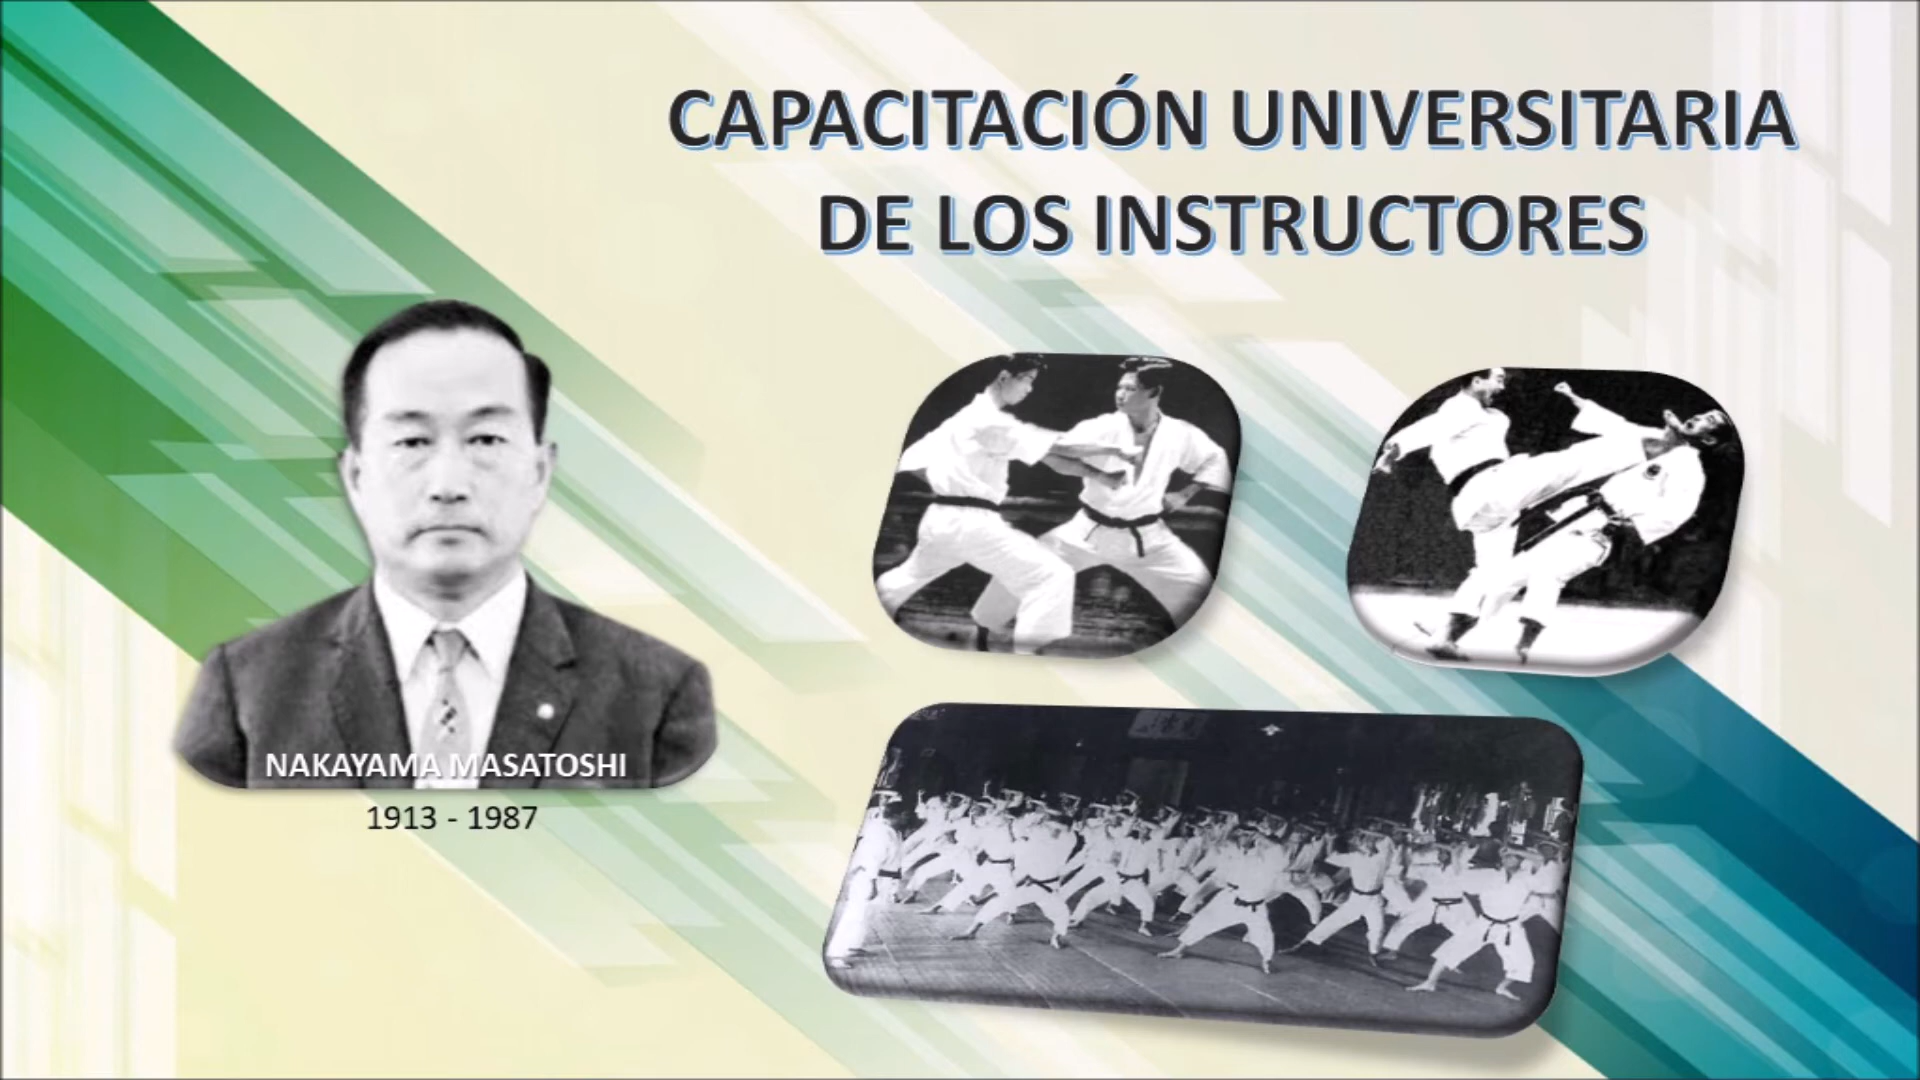 CAPACITACIÓN UNIVERSITARIA
DE LOS INSTRUCTORES
NAKAYAMA MASATOSHI
1913 - 1987